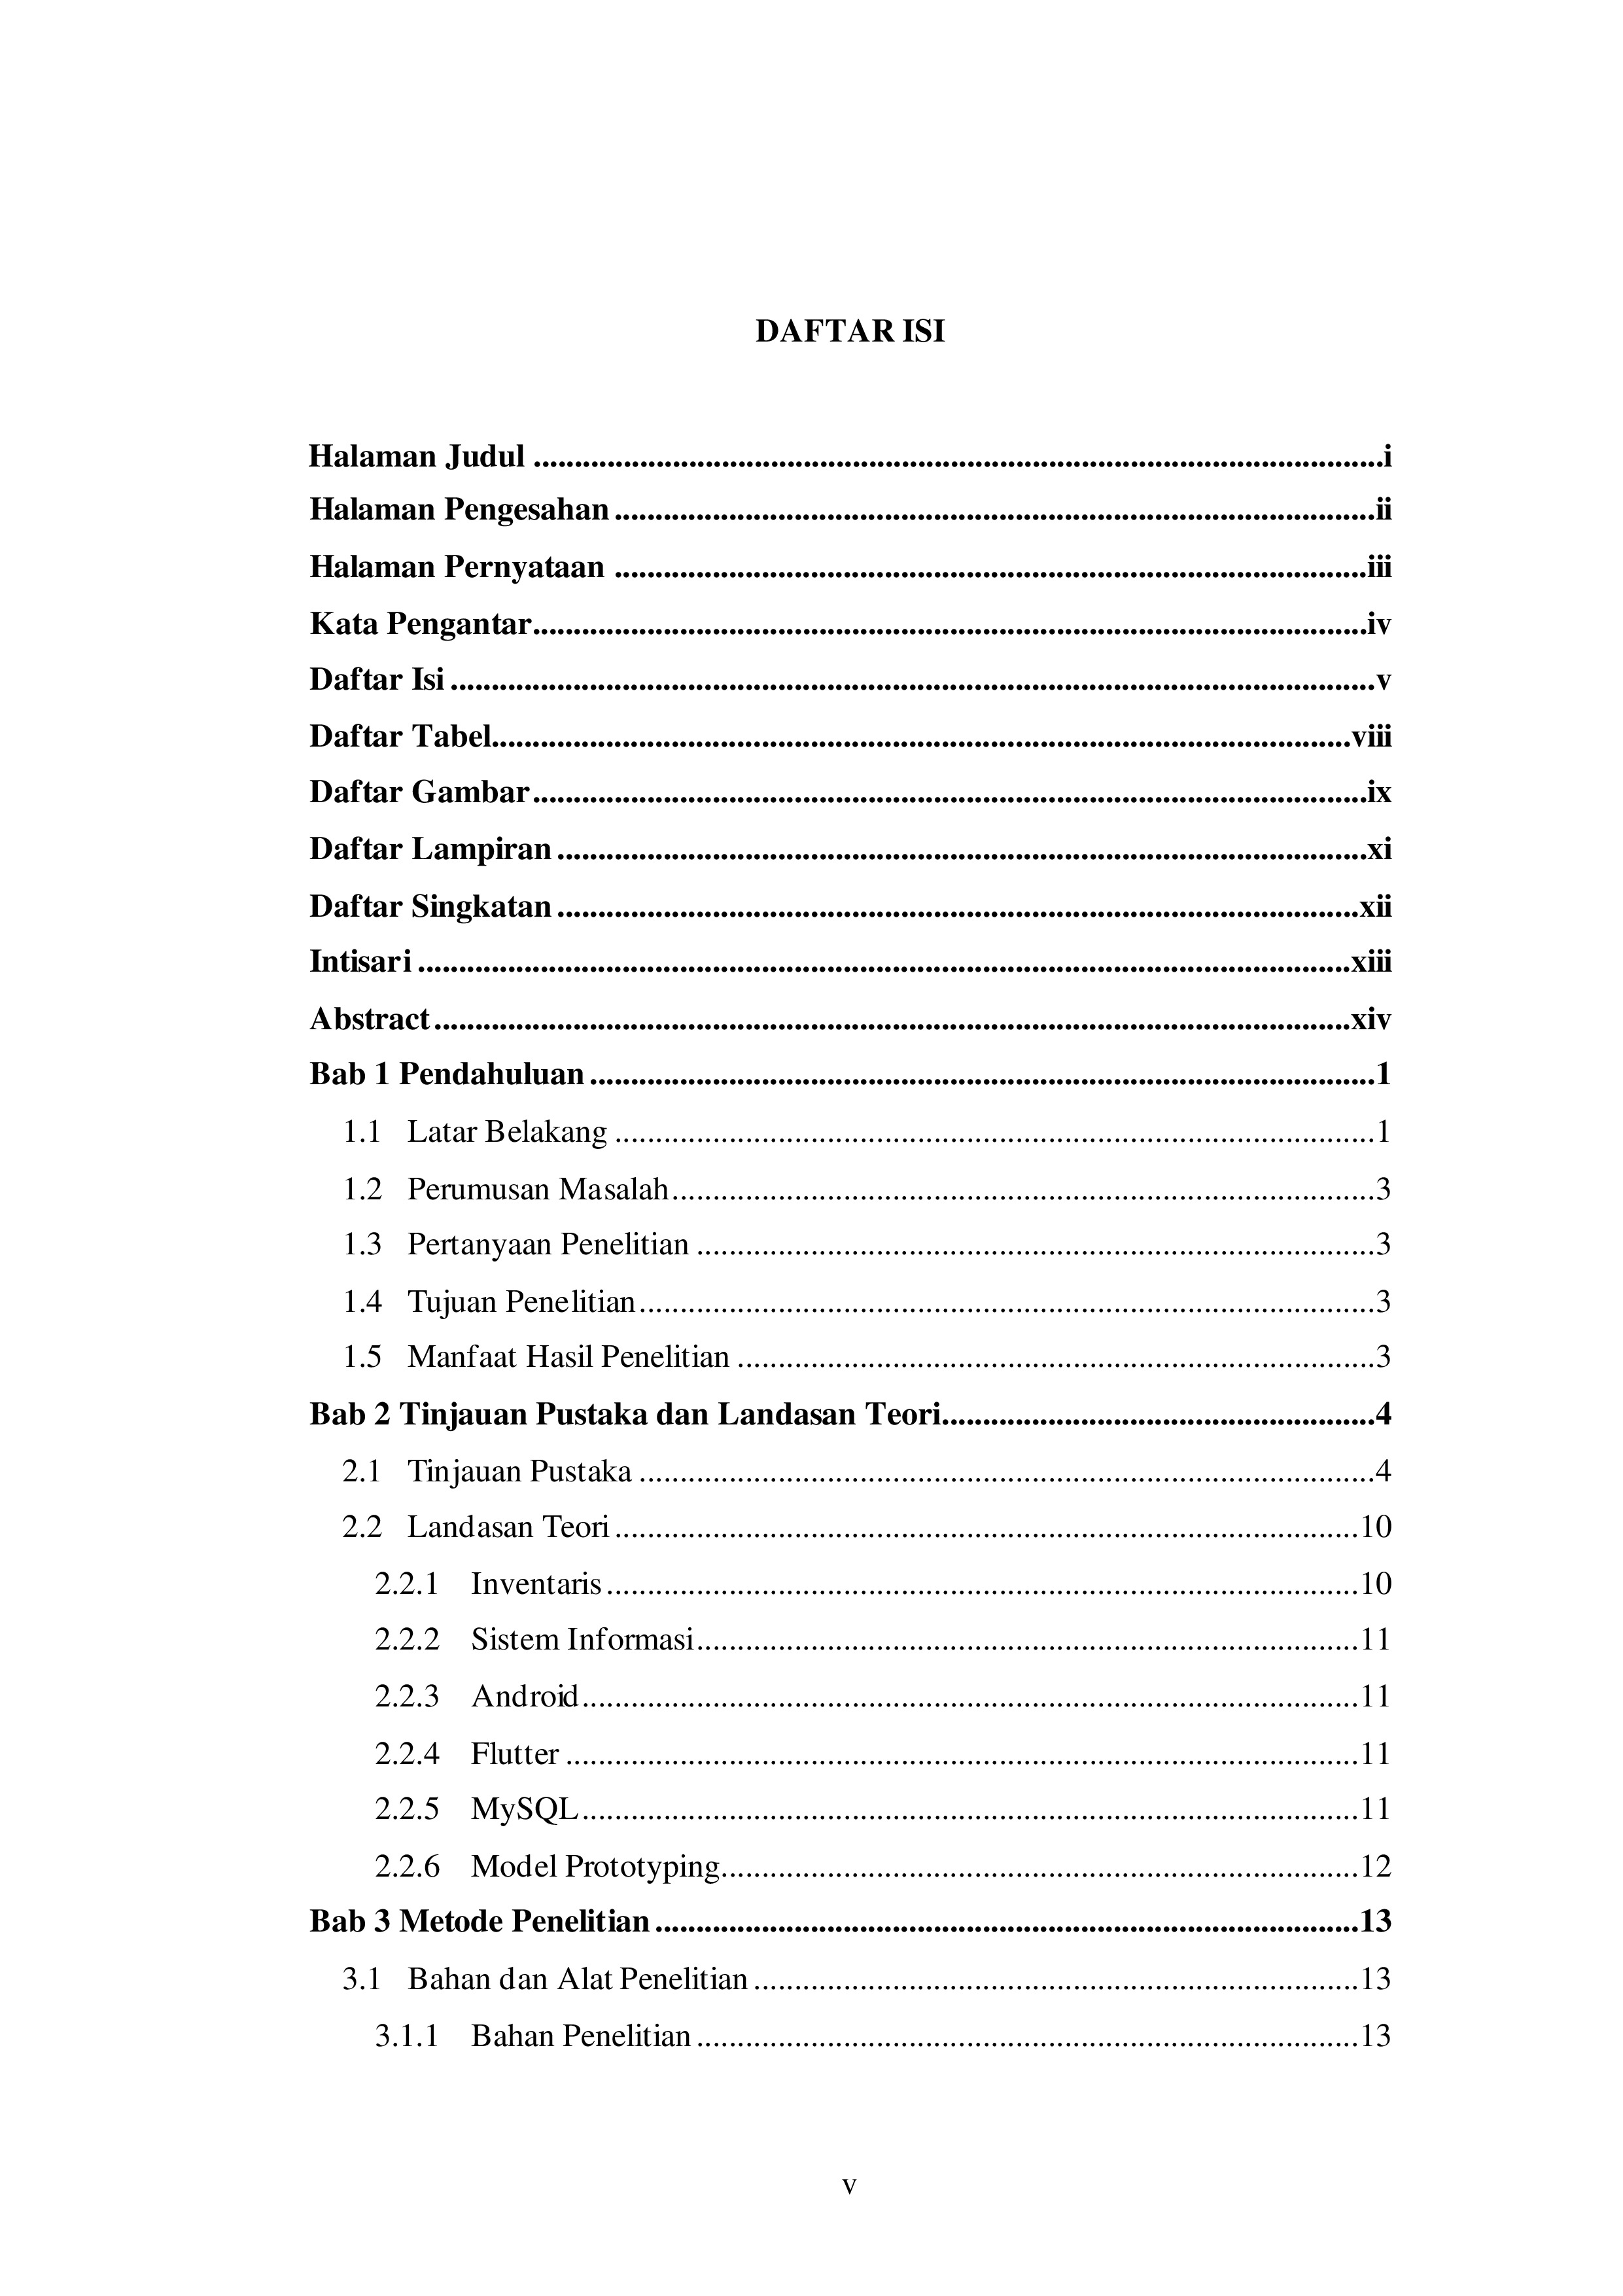 DAFTAR ISI
Halaman Judul ........................................................................................................i
Halaman Pengesahan .............................................................................................ii
Halaman Pernyataan ............................................................................................iii
Kata Pengantar......................................................................................................iv
Daftar Isi .................................................................................................................v
Daftar Tabel.........................................................................................................viii
Daftar Gambar......................................................................................................ix
Daftar Lampiran ...................................................................................................xi
Daftar Singkatan ..................................................................................................xii
Intisari ..................................................................................................................xiii
Abstract ................................................................................................................xiv
Bab 1 Pendahuluan ................................................................................................1
1.1 Latar Belakang .............................................................................................1
1.2 Perumusan Masalah......................................................................................3
1.3 Pertanyaan Penelitian ...................................................................................3
1.4 Tujuan Penelitian..........................................................................................3
1.5 Manfaat Hasil Penelitian ..............................................................................3
Bab 2 Tinjauan Pustaka dan Landasan Teori.....................................................4
2.1 Tinjauan Pustaka ..........................................................................................4
2.2 Landasan Teori ...........................................................................................10
2.2.1 Inventaris ............................................................................................10
2.2.2 Sistem Informasi.................................................................................11
2.2.3 Android...............................................................................................11
2.2.4 Flutter .................................................................................................11
2.2.5 MySQL...............................................................................................11
2.2.6 Model Prototyping..............................................................................12
Bab 3 Metode Penelitian ......................................................................................13
3.1 Bahan dan Alat Penelitian ..........................................................................13
3.1.1 Bahan Penelitian .................................................................................13
v